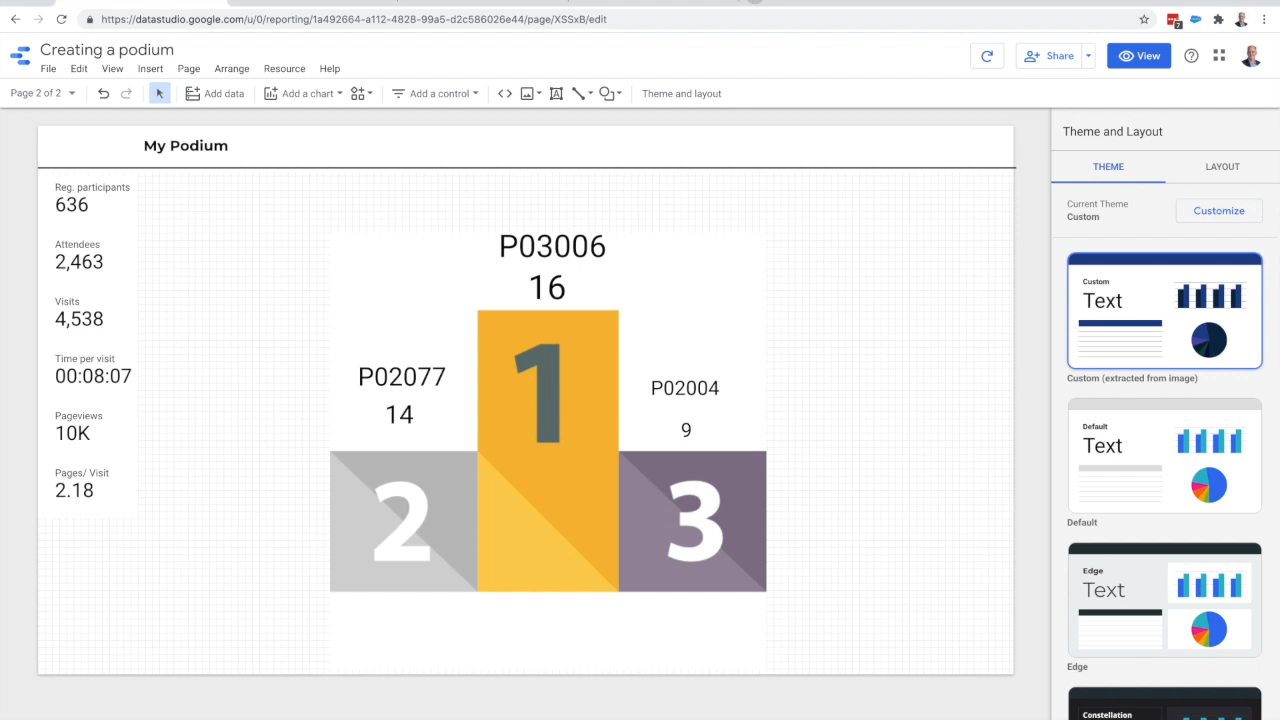 https://datastudio.google.com/u/0/reporting/1a492664-a112-4828-99a5-d2c586026e44/page/XSSxB/edit
7
Creating a podium
File Edit View Insert Page Arrange Resource Help
Share
View
Page 2 of 2
Add data
Add a chart
Add a control
Theme and layout
My Podium
Reg. participants
636
Attendees
2,463
Visits
4,538
Time per visit
00:08:07
Pageviews
10K
Pages/ Visit
2.18
P03006
16
1
P02077
14
2
P02004
9
3
Theme and Layout
THEME LAYOUT
Current Theme
Custom
Customize
Custom
Text
Custom (extracted from image)
Default
Text
Default
Edge
Text
Edge
Constellation